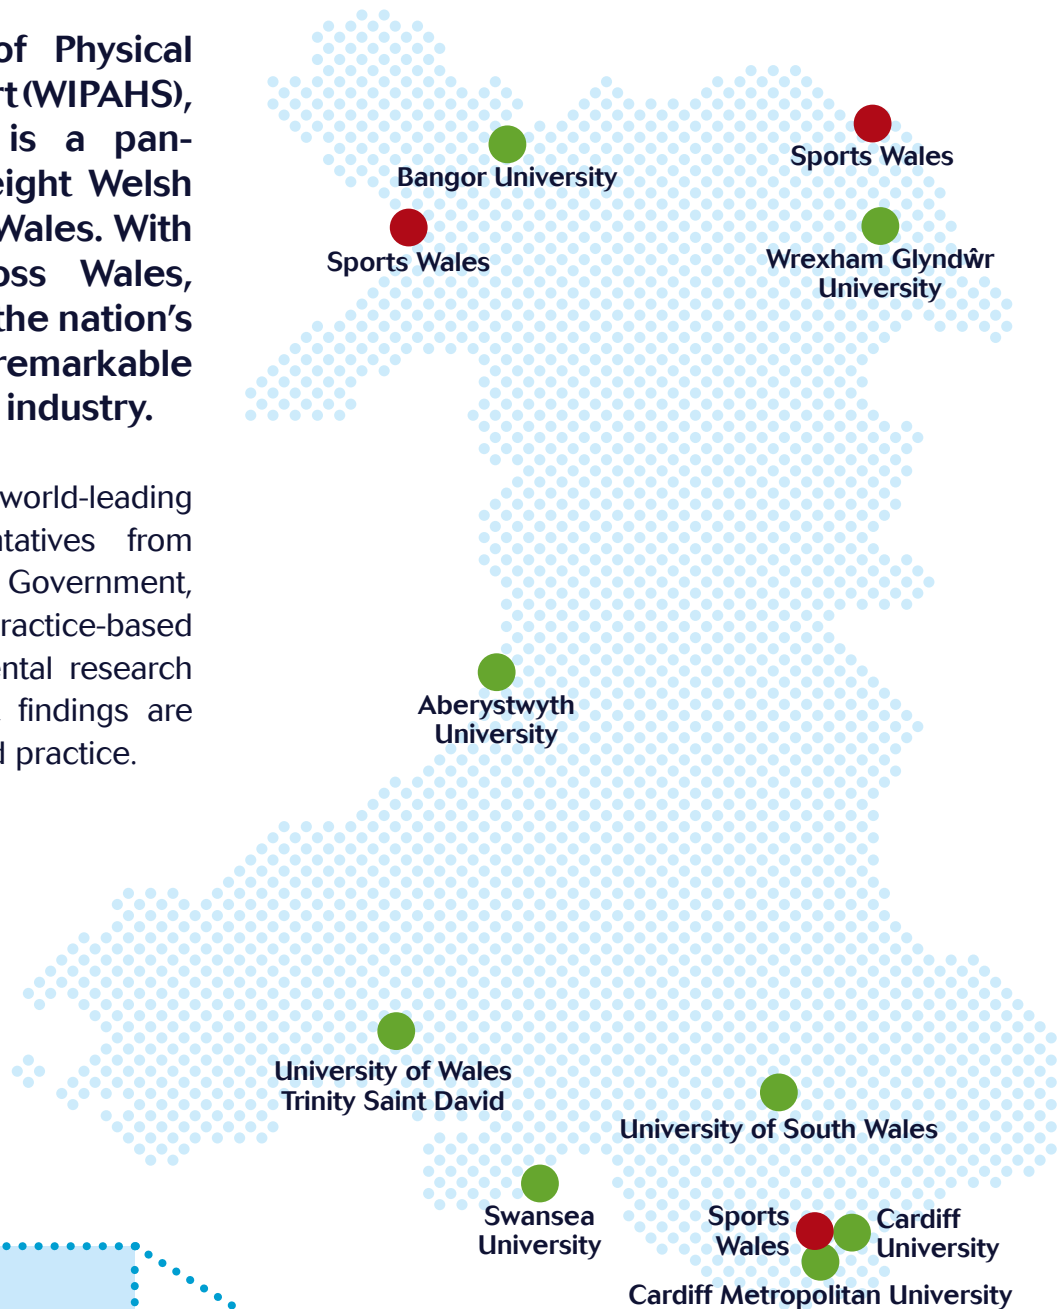 of Physical
rt (WIPAHS),
is a pan-
eight Welsh
Wales. With
oss Wales,
the nation's
remarkable
industry.
world-leading
ntatives from
Government,
ractice-based
ental research
findings are
d practice.
Bangor University
Sports Wales
Sports Wales
Wrexham Glyndŵr
University
Aberystwyth
University
University of Wales
Trinity Saint David
University of South Wales
Swansea
University
Sports
Wales
Cardiff
University
Cardiff Metropolitan University